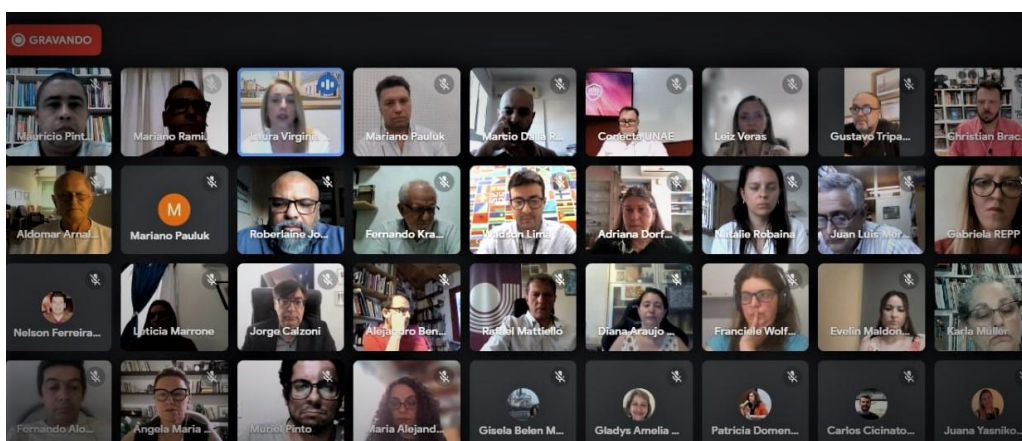 GRAVANDO
Mauricio Pint...
Mariano Rami...
Laura Virgini...
Mariano Pauluk
Marcio Dalla R...
Conecta UNAE
Leiz Veras
Gustavo Tripa...
Christian Brac
Aldomar Arnal...
M
Mariano Pauluk
Roberlaine Jo...
Fernando Kra...
Wadson Lima
Adriana Dorf...
Natalie Robaina
Juan Luis Mer...
Gabriela REPP
Nelson Ferreira...
Leticia Marrone
Jorge Calzoni
Alejandro Ben...
Rafael Mattiello
Diana Araujo ...
Franciele Wolf...
Evelin Maldon...
Karla Müller
Fernando Alo...
Angela Maria ...
Muriel Pinto
Maria Alejand...
Gisela Belen M...
Gladys Amelia ...
Patricia Domen...
Carlos Cicinato...
Juana Yasniko..